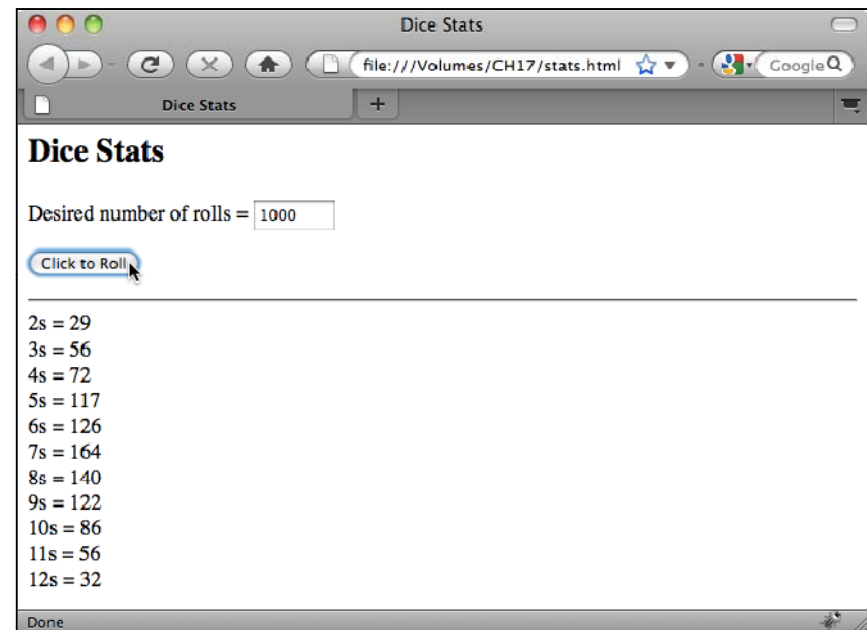 Dice Stats
file:///Volumes/CH17/stats.html
Google
Dice Stats
+
Dice Stats
Desired number of rolls = 1000
Click to Roll
2s = 29
3s = 56
4s = 72
5s = 117
6s = 126
7s = 164
8s = 140
9s = 122
10s = 86
11s = 56
12s = 32
Done